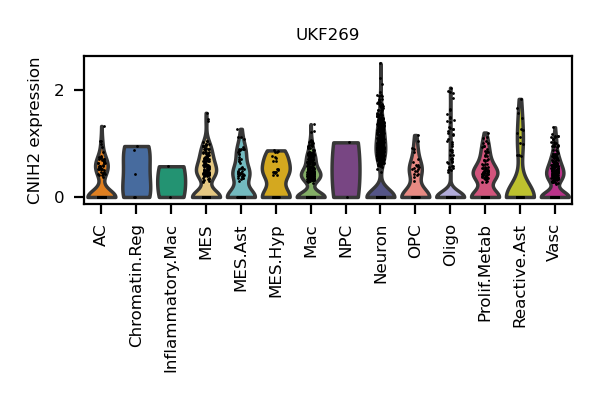 UKF269
CNIH2 expression
2
0
AC
Chromatin.Reg
Inflammatory.Mac
MES
MES.Ast
MES.Hyp
Mac
NPC
Neuron
OPC
Oligo
Prolif.Metab
Reactive.Ast
Vasc